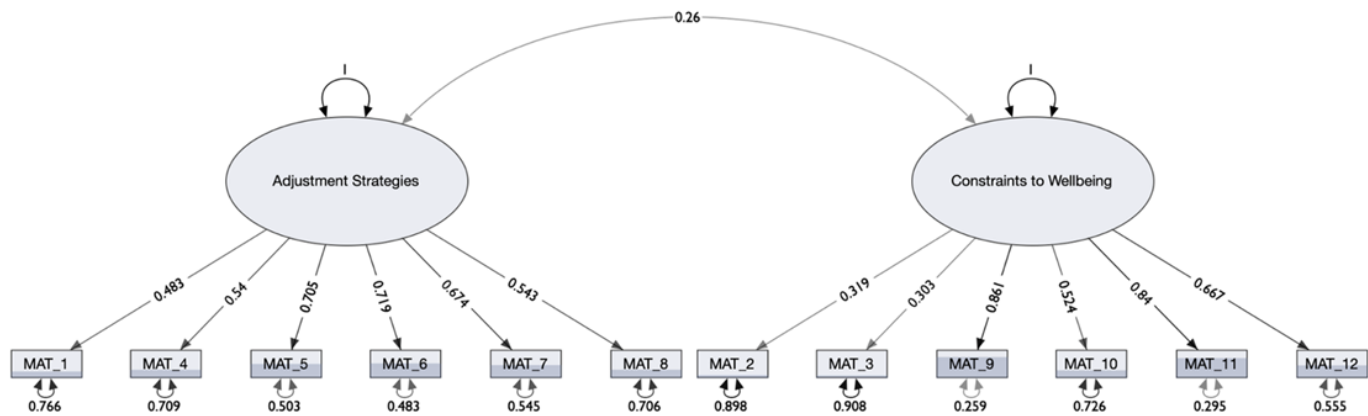 0.26
I
I
Adjustment Strategies
Constraints to Wellbeing
0.483
0.54
0.705
0.719
0.674
0.543
0.319
0.303
0.861
0.524
0.84
0.667
MAT_1
MAT_4
MAT_5
MAT_6
MAT_7
MAT_8
MAT_2
MAT_3
MAT_9
MAT_10
MAT_11
MAT_12
0.766
0.709
0.503
0.483
0.545
0.706
0.898
0.908
0.259
0.726
0.295
0.555